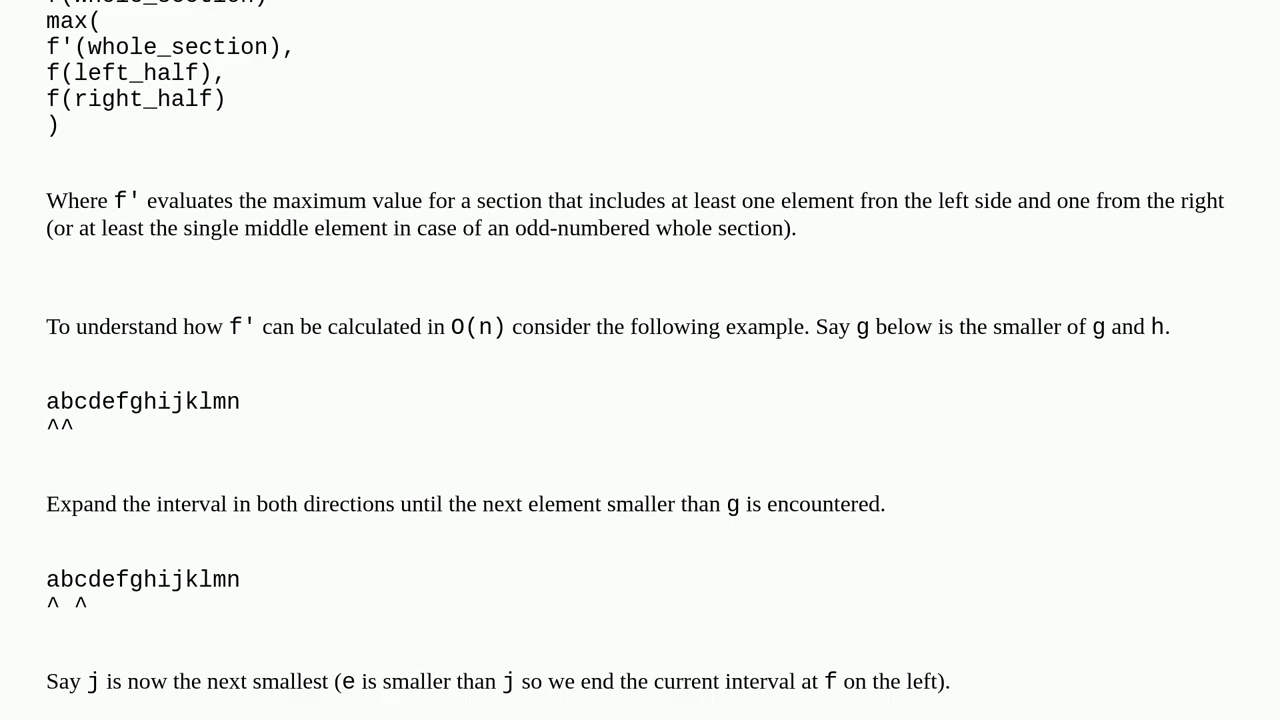 f(whole_section)
max(
f'(whole_section),
f(left_half),
f(right_half)
)
Where f' evaluates the maximum value for a section that includes at least one element fron the left side and one from the right
(or at least the single middle element in case of an odd-numbered whole section).
To understand how f' can be calculated in O(n) consider the following example. Say g below is the smaller of g and h.
abcdefghijklmn
^^
Expand the interval in both directions until the next element smaller than g is encountered.
abcdefghijklmn
^ ^
Say j is now the next smallest (e is smaller than j so we end the current interval at f on the left).